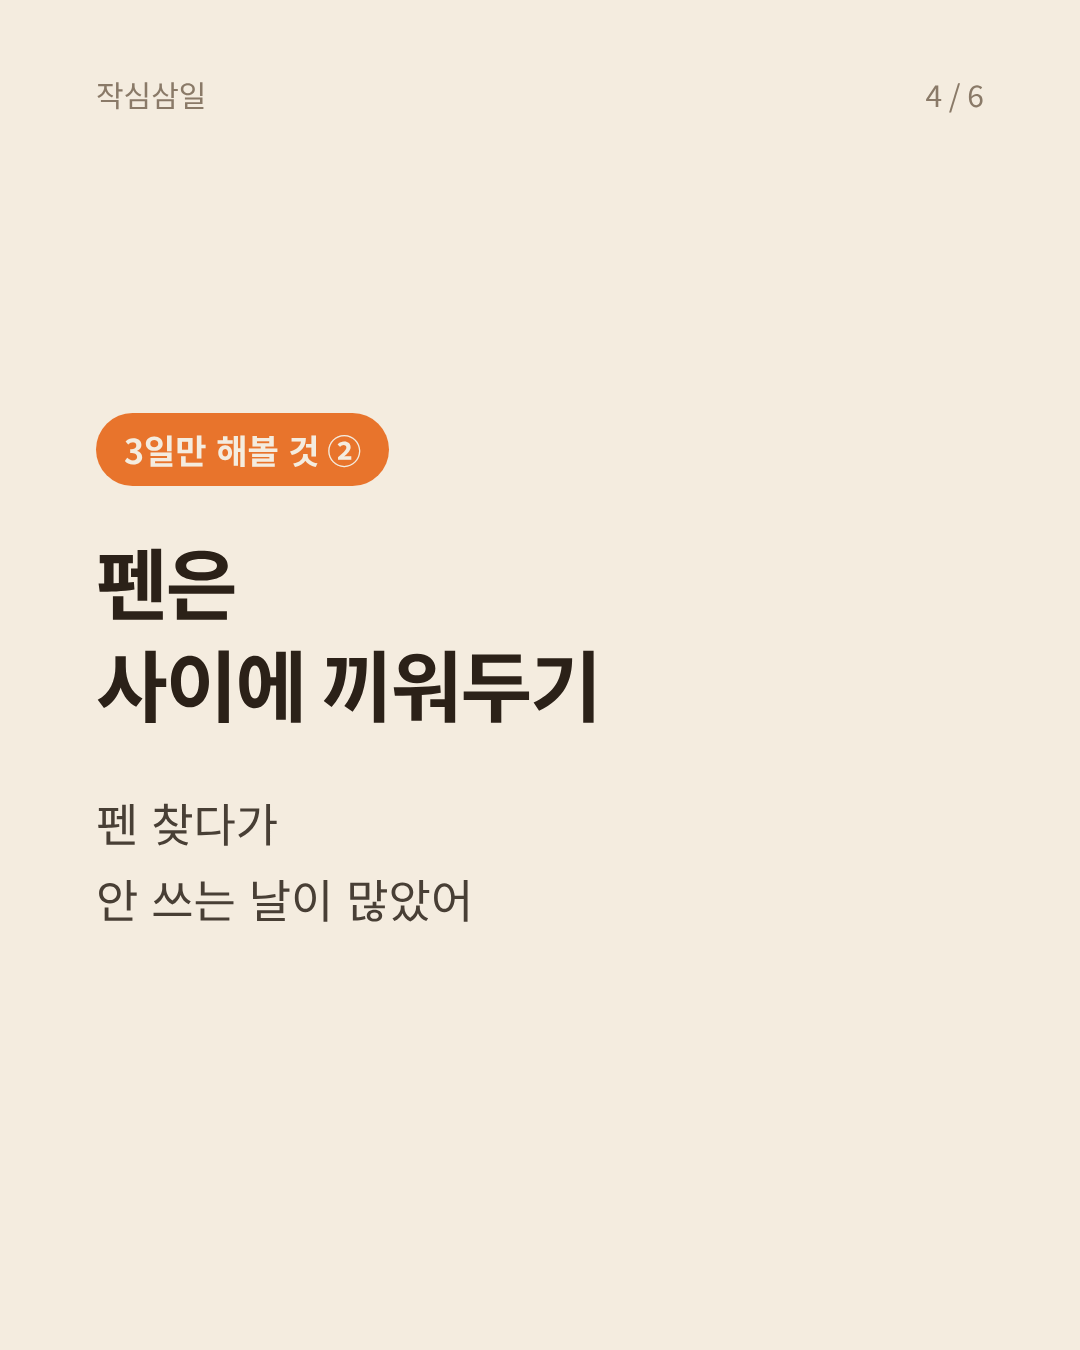 작심삼일
4 / 6
3일만 해볼 것 ②
펜은
사이에 끼워두기
펜 찾다가
안 쓰는 날이 많았어